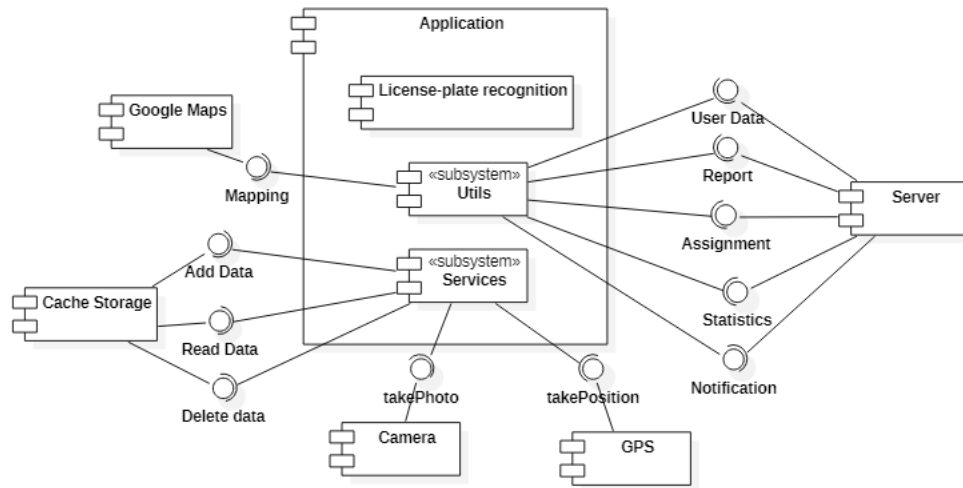 Application
License-plate recognition
Google Maps
Mapping
«subsystem»
Utils
User Data
Report
Assignment
Statistics
Notification
Server
«subsystem»
Services
Add Data
Read Data
Delete data
Cache Storage
takePhoto
takePosition
Camera
GPS